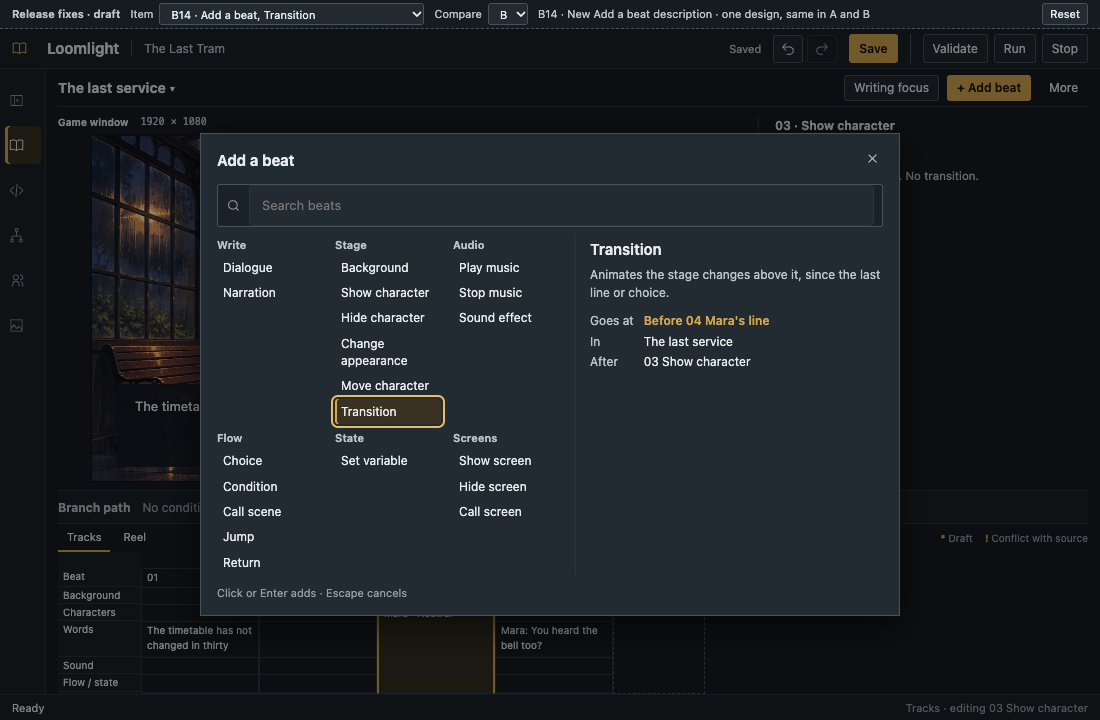 Release fixes · draft Item B14 · Add a beat, Transition Compare B B14 · New Add a beat description · one design, same in A and B Reset
Loomlight The Last Tram Saved Save Validate Run Stop
The last service ▾ Writing focus + Add beat More
Game window 1920 × 1080
03 · Show character
. No transition.
Add a beat
Search beats
Write
Dialogue
Narration
Stage
Background
Show character
Hide character
Change
appearance
Move character
Transition
Audio
Play music
Stop music
Sound effect
Flow
Choice
Condition
Call scene
Jump
Return
State
Set variable
Screens
Show screen
Hide screen
Call screen
Transition
Animates the stage changes above it, since the last
line or choice.
Goes at Before 04 Mara's line
In The last service
After 03 Show character
Click or Enter adds · Escape cancels
The timeta
Branch path No conditi
Tracks Reel
* Draft ! Conflict with source
Beat 01
Background
Characters
Words
The timetable has not
changed in thirty
Mara: You heard the
bell too?
Sound
Flow / state
Ready Tracks · editing 03 Show character